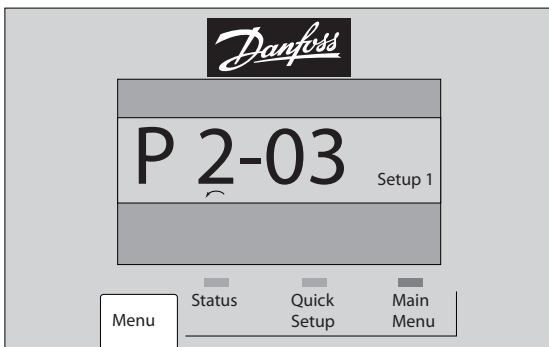 Danfoss
P 2-03
Setup 1
Status
Quick
Setup
Main
Menu
Menu